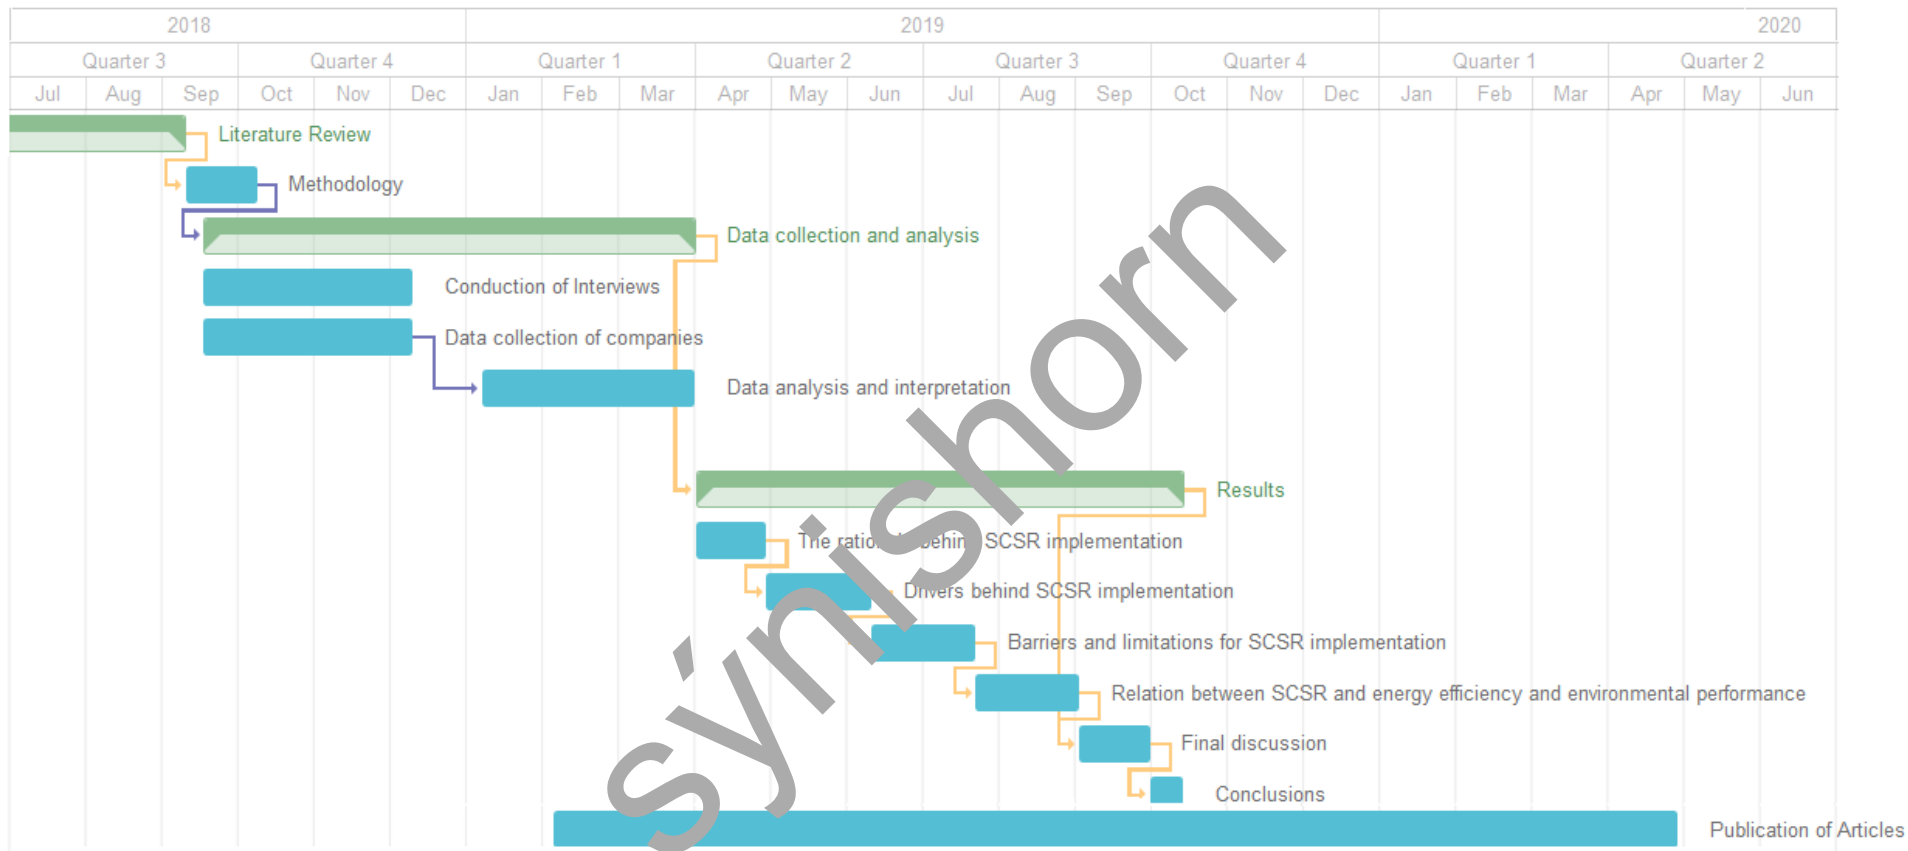 2018 2019 2020
Quarter 3 Quarter 4 Quarter 1 Quarter 2 Quarter 3 Quarter 4 Quarter 1 Quarter 2
Jul Aug Sep Oct Nov Dec Jan Feb Mar Apr May Jun Jul Aug Sep Oct Nov Dec Jan Feb Mar Apr May Jun
Literature Review
Methodology
Data collection and analysis
Conduction of Interviews
Data collection of companies
Data analysis and interpretation
Results
The behind SCSR implementation
Drivers behind SCSR implementation
Barriers and limitations for SCSR implementation
Relation between SCSR and energy efficiency and environmental performance
Final discussion
Conclusions
Publication of Articles
sýnishorn